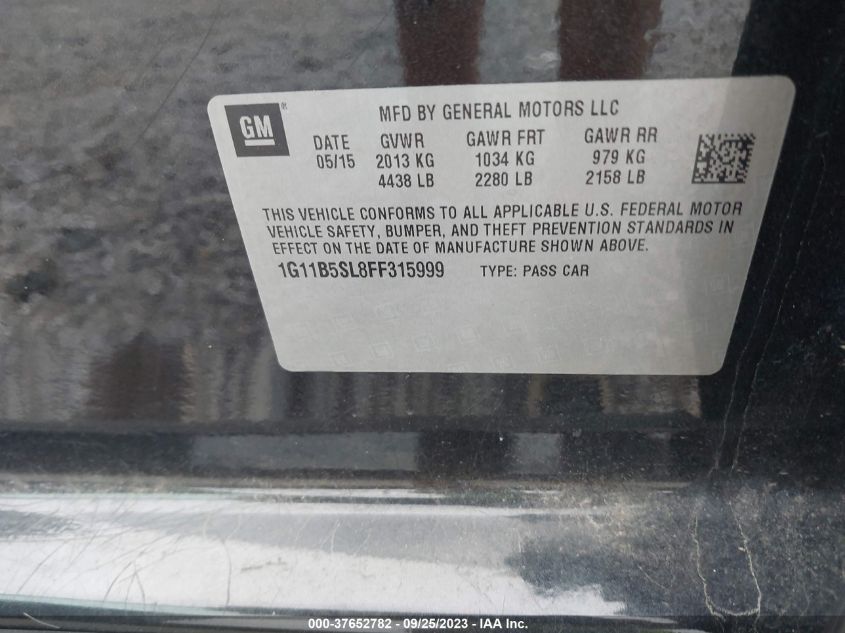 GM ®
MFD BY GENERAL MOTORS LLC
DATE GVWR GAWR FRT GAWR RR
05/15 2013 KG 1034 KG 979 KG
4438 LB 2280 LB 2158 LB
THIS VEHICLE CONFORMS TO ALL APPLICABLE U.S. FEDERAL MOTOR
VEHICLE SAFETY, BUMPER, AND THEFT PREVENTION STANDARDS IN
EFFECT ON THE DATE OF MANUFACTURE SHOWN ABOVE.
1G11B5SL8FF315999 TYPE: PASS CAR
000-37652782 - 09/25/2023 - IAA Inc.